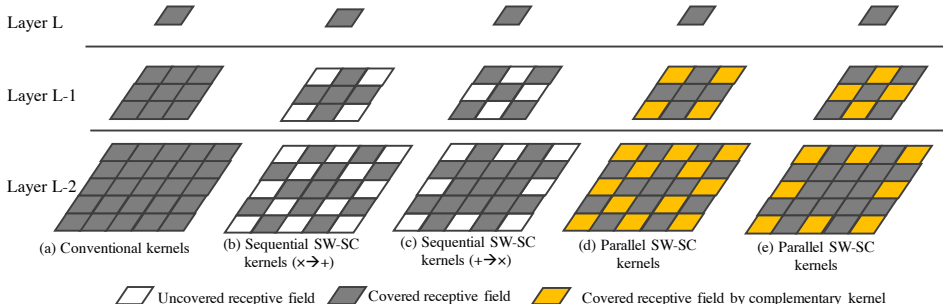 Layer L
Layer L-1
Layer L-2
(a) Conventional kernels
(b) Sequential SW-SC
kernels (×→+)
(c) Sequential SW-SC
kernels (+→×)
(d) Parallel SW-SC
kernels
(e) Parallel SW-SC
kernels
Uncovered receptive field
Covered receptive field
Covered receptive field by complementary kernel